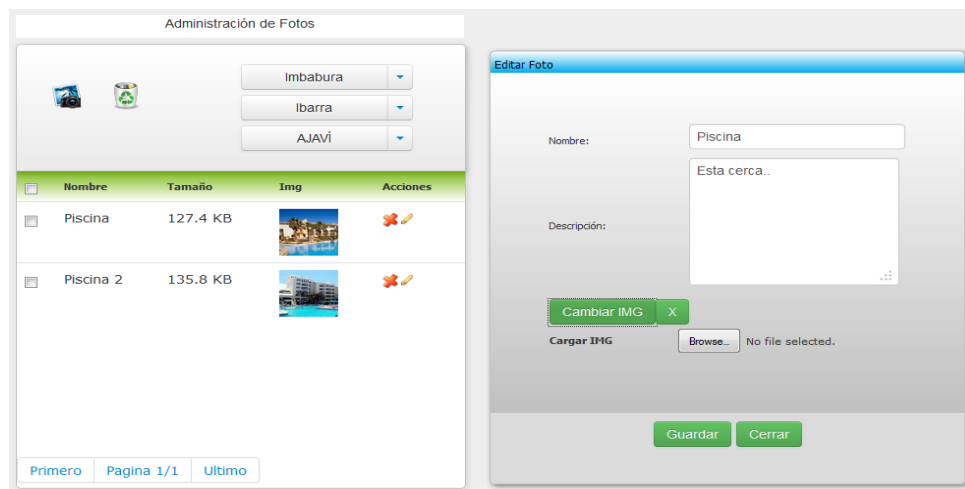 Administración de Fotos
Imbabura
Ibarra
AJAVÍ
Nombre Tamaño Img Acciones
Piscina 127.4 KB
Piscina 2 135.8 KB
Primero Pagina 1/1 Ultimo
Editar Foto
Nombre: Piscina
Descripción: Esta cerca..
Cambiar IMG X
Cargar IMG Browse... No file selected.
Guardar Cerrar